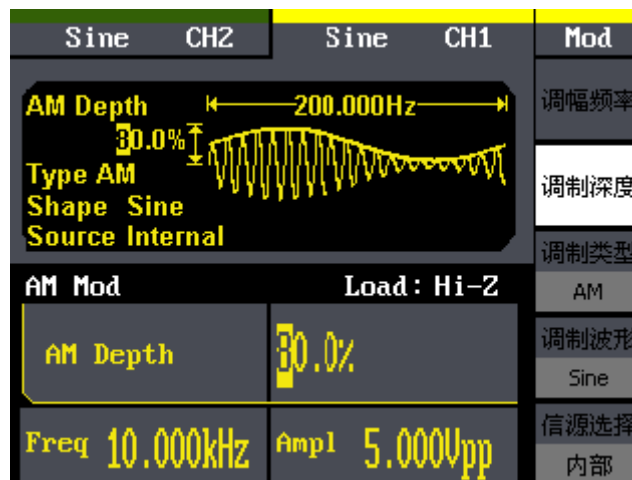 Sine CH2 Sine CH1 Mod
AM Depth 200.000Hz
80.0%
Type AM
Shape Sine
Source Internal
调幅频率
调制深度
调制类型
AM
调制波形
Sine
信源选择
内部
AM Mod Load: Hi-Z
AM Depth 80.0%
Freq 10.000kHz Ampl 5.000Vpp